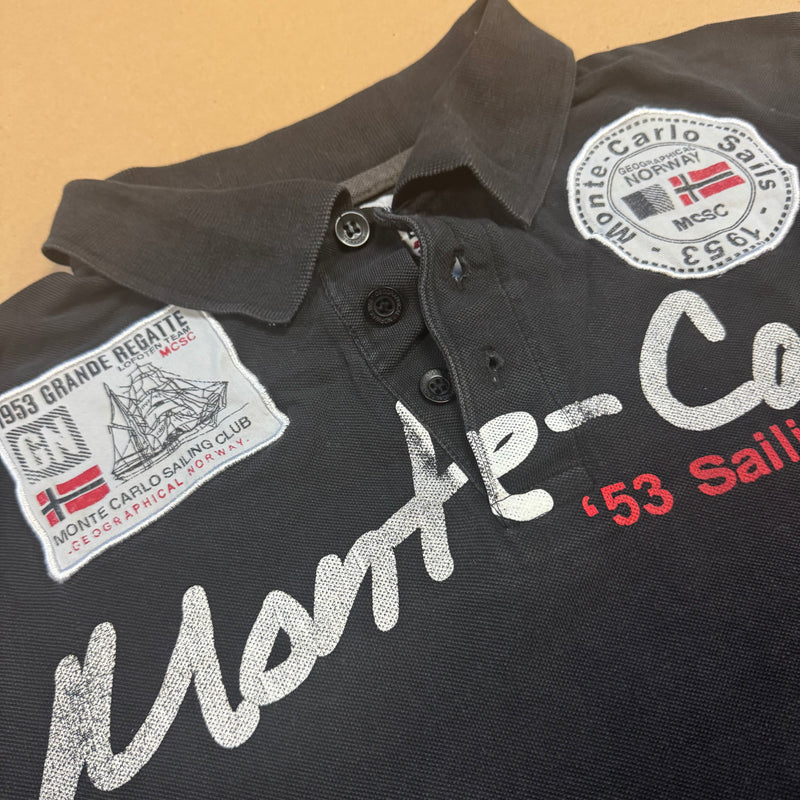 1953 GRANDE REGATTE
LOFOTEN TEAM
MCSC
GN
MONTE CARLO SAILING CLUB
-GEOGRAPHICAL NORWAY.
- Monte-Carlo Sails - 1953
GEOGRAPHICAL
NORWAY
MCSC
Monte-Ca
'53 Saili